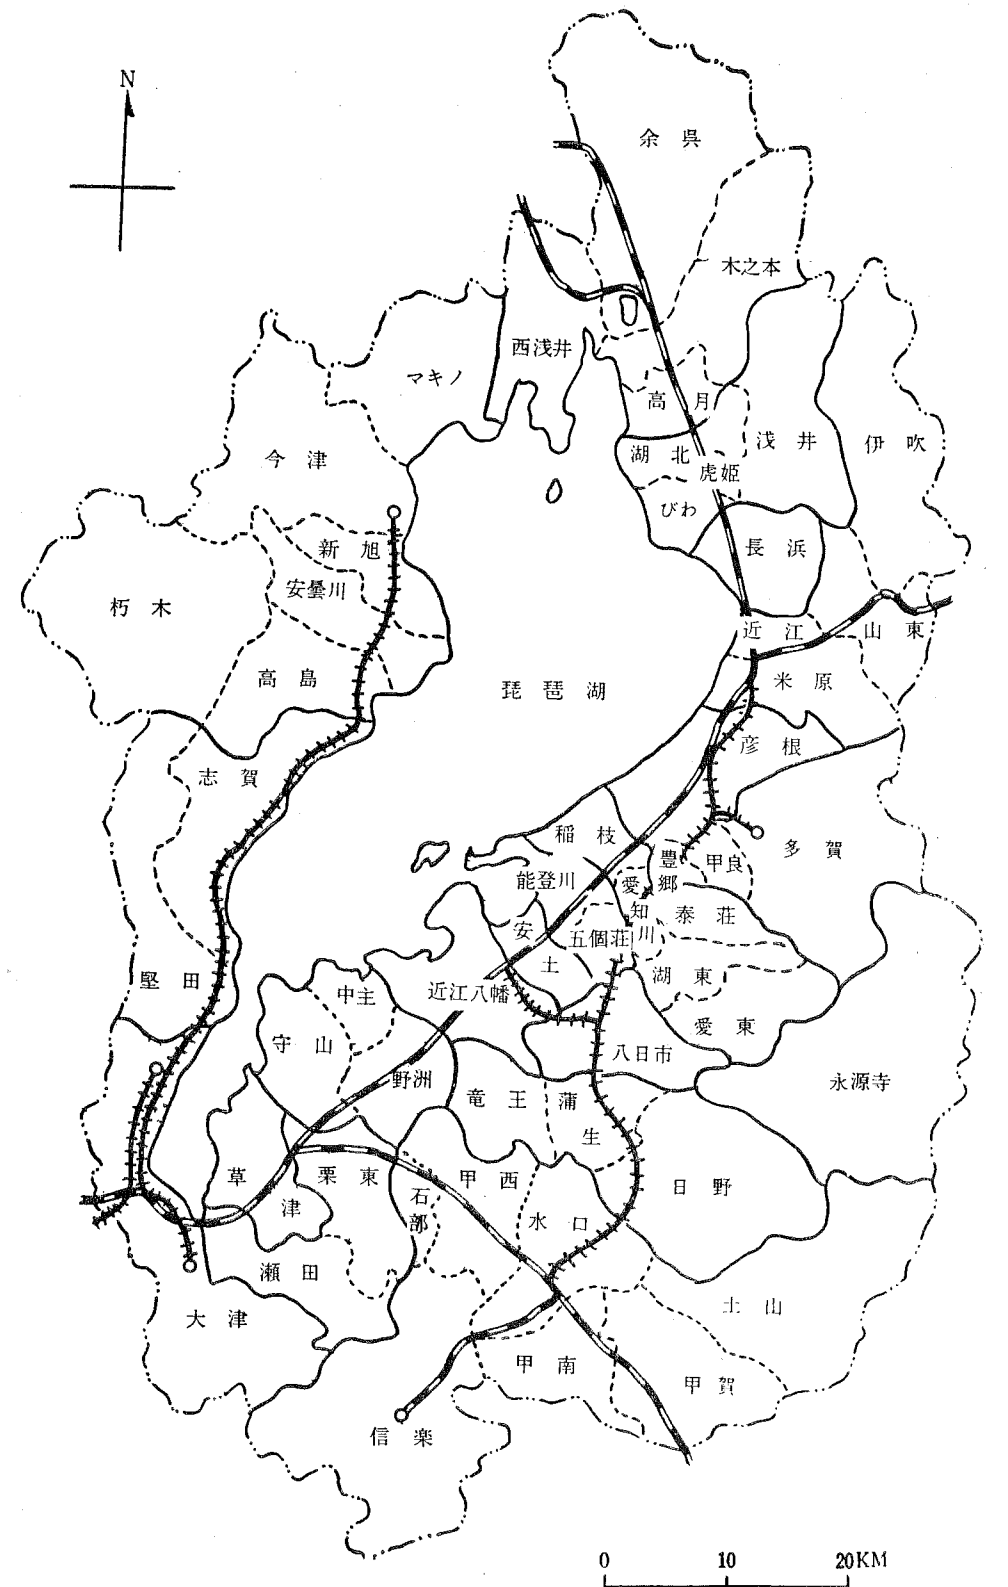 N
余呉
木之本
西浅井
マキノ
高月
浅井
伊吹
今津
湖北
虎姫
びわ
新旭
長浜
安曇川
朽木
近江
山東
高島
琵琶湖
米原
彦根
志賀
稲枝
豊郷
甲良
多賀
能登川
愛知川
泰荘
安土
五個荘
湖東
堅田
中主
近江八幡
愛東
守山
八日市
野洲
竜王
蒲生
永源寺
草津
栗東
石部
甲西
水口
日野
瀬田
大津
土山
甲南
甲賀
信楽
0 10 20KM